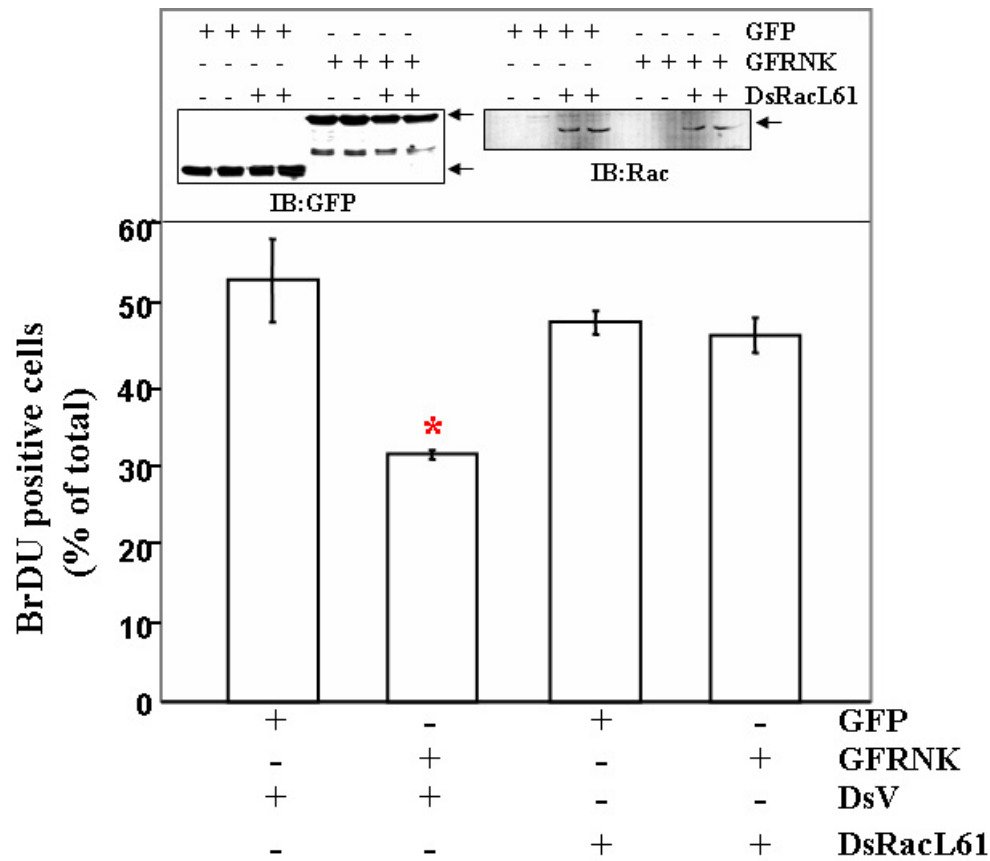 + + + + - - - - + + + + - - - - GFP
- - - - + + + + - - - - + + + + GFRNK
- - + + - - + + - - + + - - + + DsRacL61
IB:GFP
IB:Rac
60
50
40
30
20
10
0
BrDU positive cells
(% of total)
*
+ - + - GFP
- + - + GFRNK
+ + - - DsV
- - + + DsRacL61